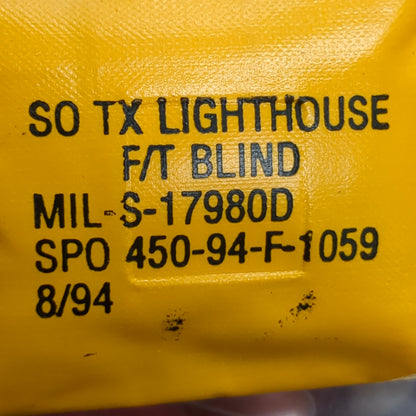 SO TX LIGHTHOUSE
F/T BLIND
MIL-S-17980D
SPO 450-94-F-1059
8/94